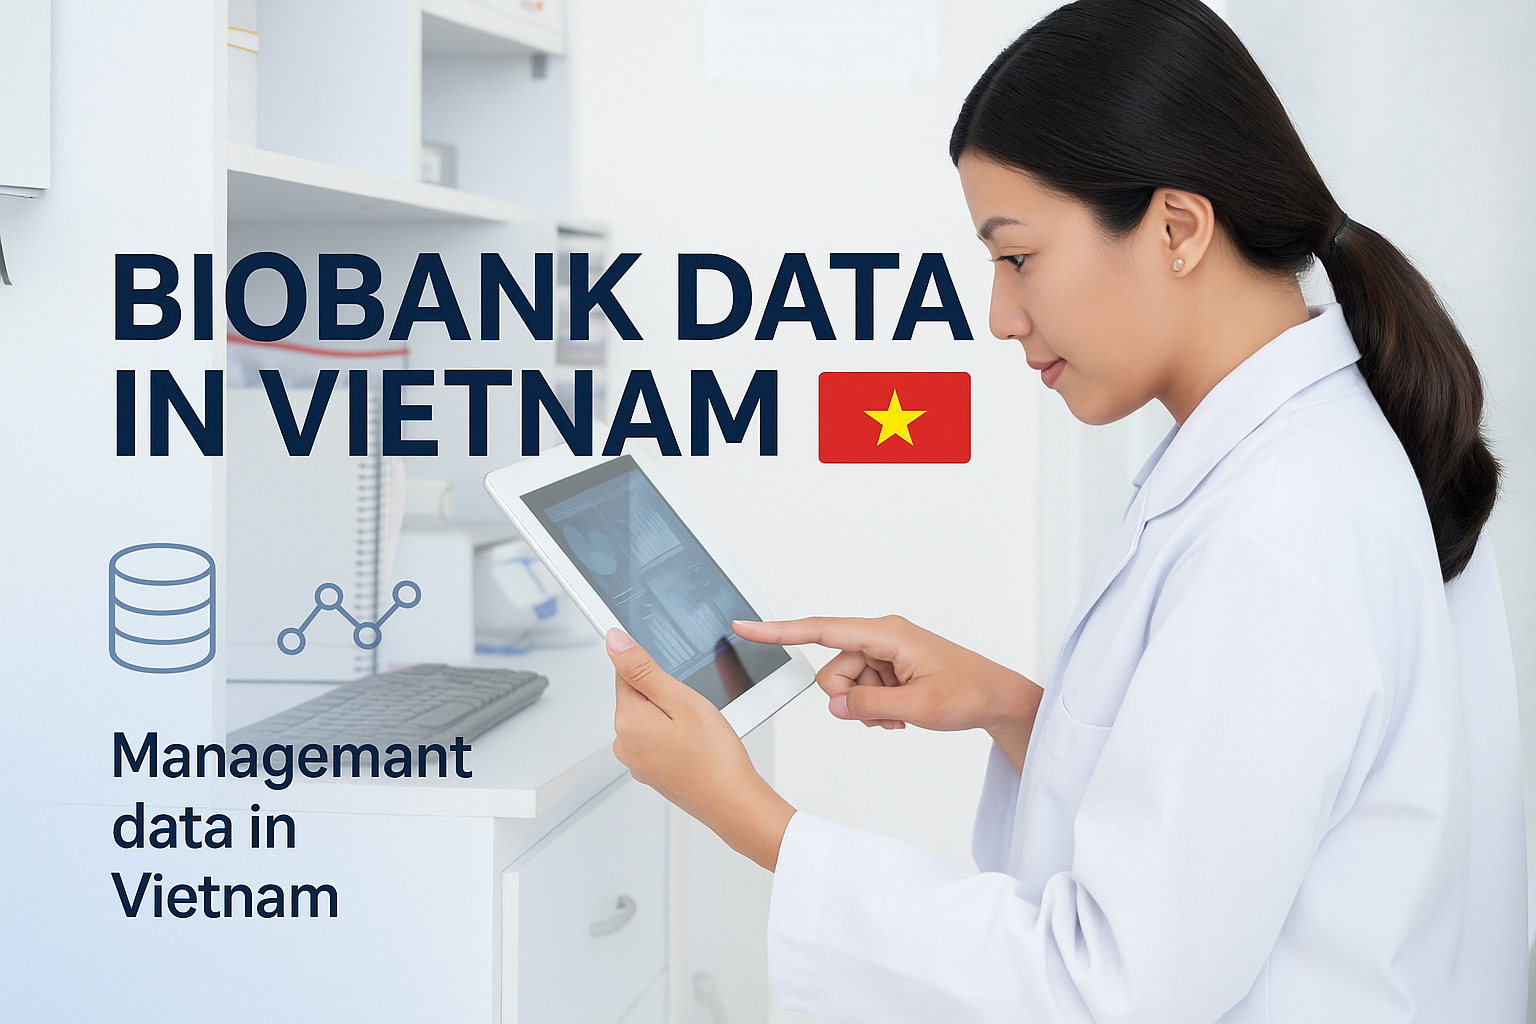 BIOBANK DATA
IN VIETNAM
Managemant
data in
Vietnam